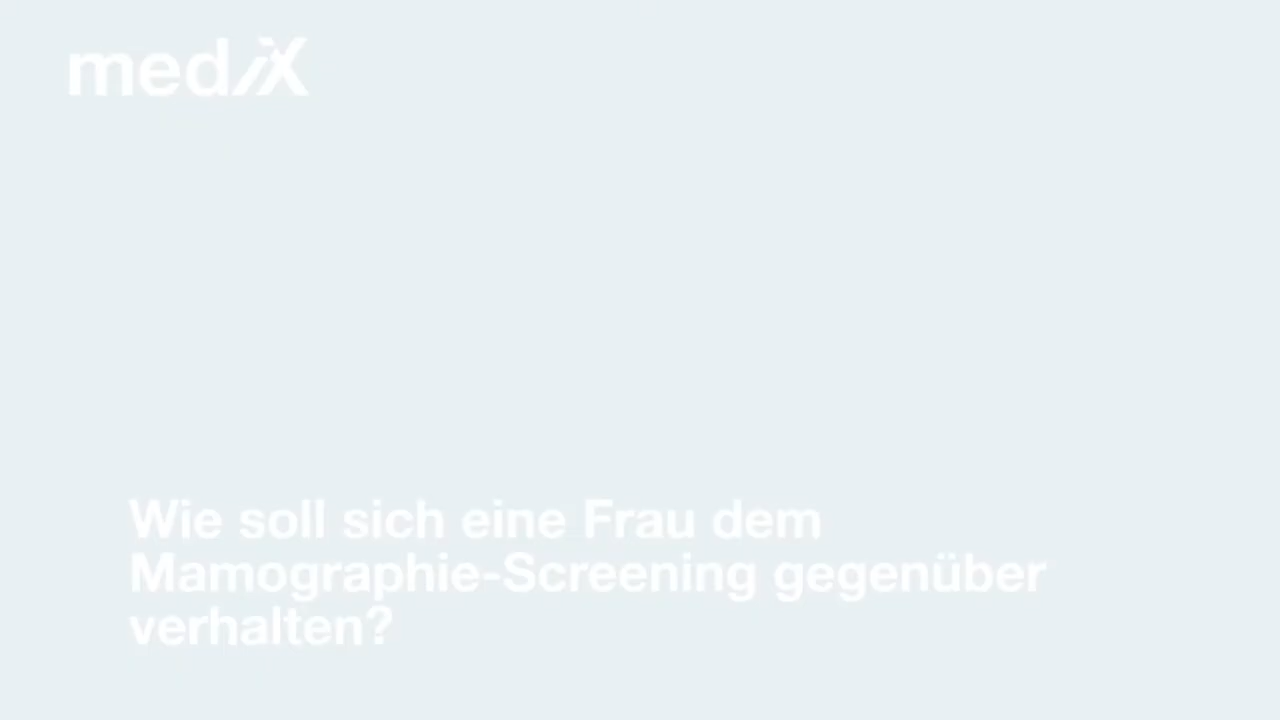 mediX
Wie soll sich eine Frau dem
Mamographie-Screening gegenüber
verhalten?